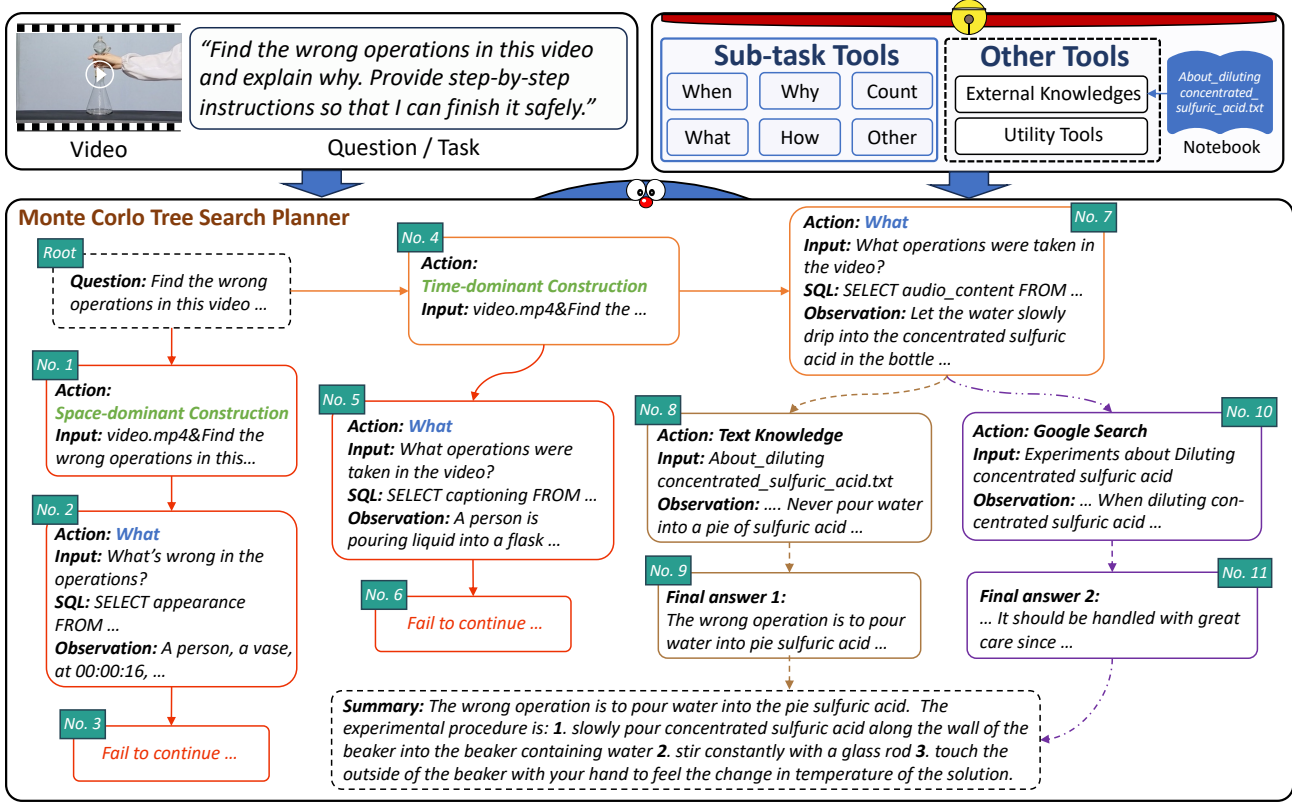 “Find the wrong operations in this video
and explain why. Provide step-by-step
instructions so that I can finish it safely.”
Video
Question / Task
Sub-task Tools
When
Why
Count
What
How
Other
Other Tools
External Knowledges
Utility Tools
About_diluting
concentrated_
sulfuric_acid.txt
Notebook
Monte Corlo Tree Search Planner
Root
Question: Find the wrong
operations in this video ...
No. 1
Action:
Space-dominant Construction
Input: video.mp4&Find the
wrong operations in this...
No. 2
Action: What
Input: What’s wrong in the
operations?
SQL: SELECT appearance
FROM ...
Observation: A person, a vase,
at 00:00:16, ...
No. 3
Fail to continue ...
No. 4
Action:
Time-dominant Construction
Input: video.mp4&Find the ...
No. 5
Action: What
Input: What operations were
taken in the video?
SQL: SELECT captioning FROM ...
Observation: A person is
pouring liquid into a flask ...
No. 6
Fail to continue ...
No. 7
Action: What
Input: What operations were taken in
the video?
SQL: SELECT audio_content FROM ...
Observation: Let the water slowly
drip into the concentrated sulfuric
acid in the bottle ...
No. 8
Action: Text Knowledge
Input: About_diluting
concentrated_sulfuric_acid.txt
Observation: .... Never pour water
into a pie of sulfuric acid ...
No. 9
Final answer 1:
The wrong operation is to pour
water into pie sulfuric acid ...
No. 10
Action: Google Search
Input: Experiments about Diluting
concentrated sulfuric acid
Observation: ... When diluting con-
centrated sulfuric acid ...
No. 11
Final answer 2:
... It should be handled with great
care since ...
Summary: The wrong operation is to pour water into the pie sulfuric acid. The
experimental procedure is: 1. slowly pour concentrated sulfuric acid along the wall of the
beaker into the beaker containing water 2. stir constantly with a glass rod 3. touch the
outside of the beaker with your hand to feel the change in temperature of the solution.